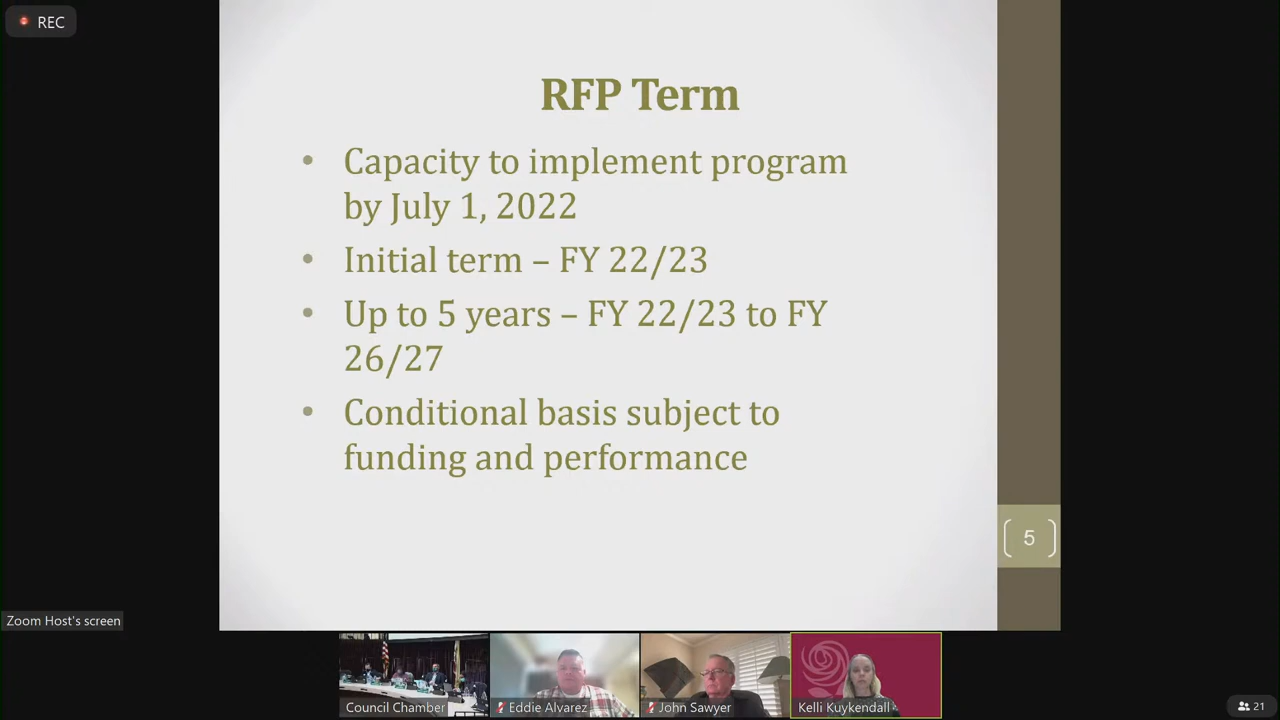 REC
RFP Term
• Capacity to implement program
by July 1, 2022
• Initial term – FY 22/23
• Up to 5 years – FY 22/23 to FY
26/27
• Conditional basis subject to
funding and performance
5
Zoom Host's screen
Council Chamber
Eddie Alvarez
John Sawyer
Kelli Kuykendall
21